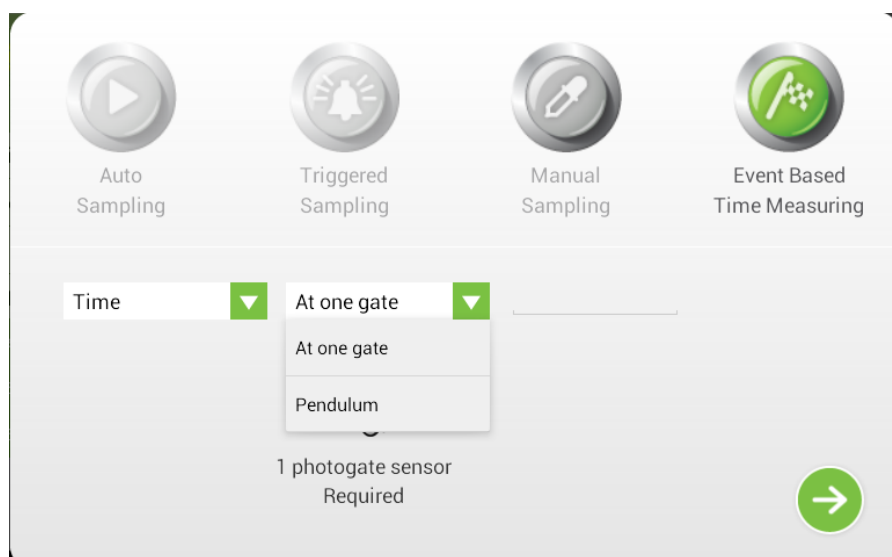 Auto
Sampling
Triggered
Sampling
Manual
Sampling
Event Based
Time Measuring
Time
At one gate
At one gate
Pendulum
1 photogate sensor
Required